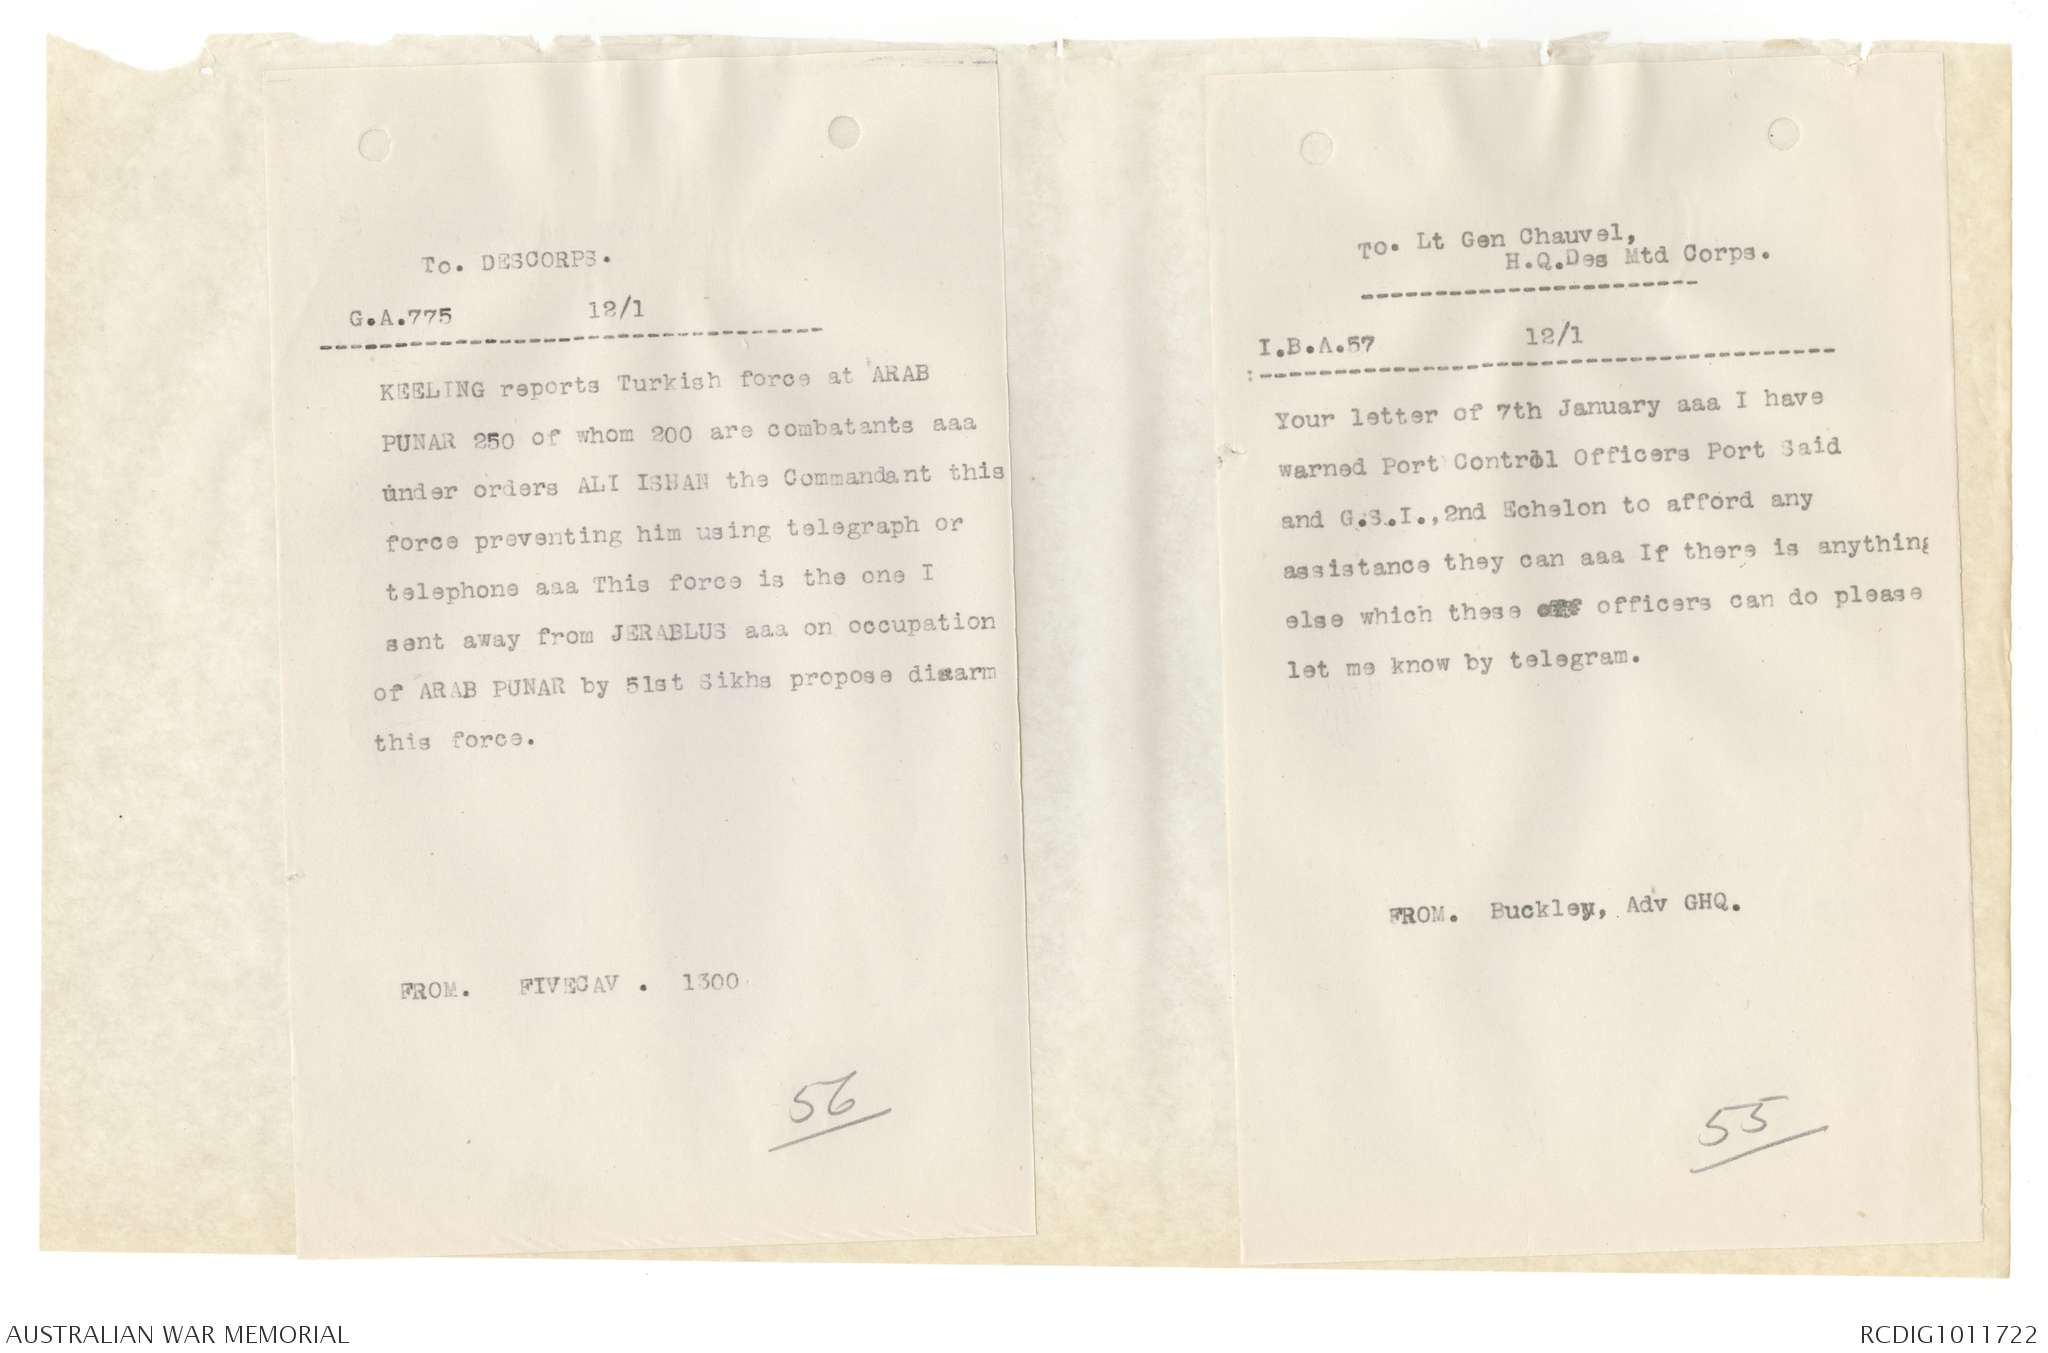 To. DESCORPS.
G.A.775 12/1
KEELING reports Turkish force at ARAB
PUNAR 250 of whom 200 are combatants aaa
under orders ALI ISHAN the Commandant this
force preventing him using telegraph or
telephone aaa This force is the one I
sent away from JERABLUS aaa on occupation
of ARAB PUNAR by 51st Sikhs propose disarm
this force.
FROM. FIVECAV . 1300
56
To. Lt Gen Chauvel,
H.Q.Des Mtd Corps.
I.B.A.57 12/1
Your letter of 7th January aaa I have
warned Port Control Officers Port Said
and G.S.I.,2nd Echelon to afford any
assistance they can aaa If there is anything
else which these officers can do please
let me know by telegram.
FROM. Buckley, Adv GHQ.
55
AUSTRALIAN WAR MEMORIAL
RCDIG1011722